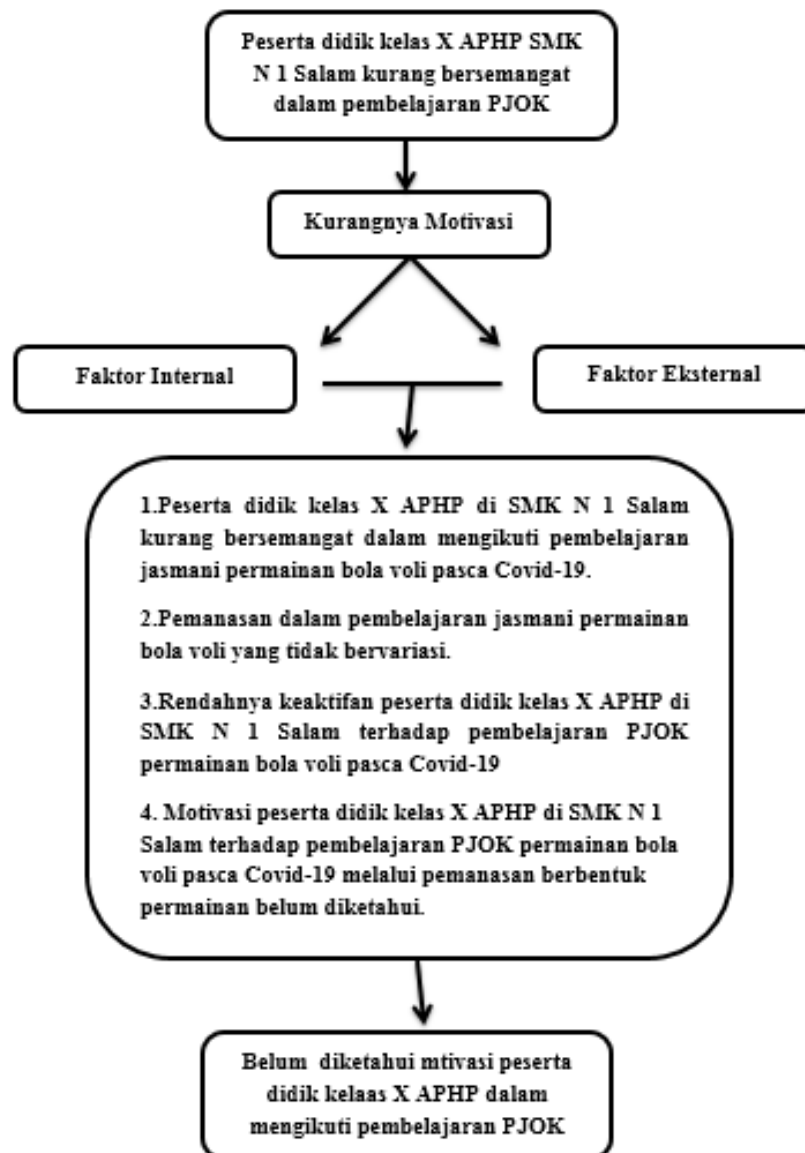 Peserta didik kelas X APHP SMK
N 1 Salam kurang bersemangat
dalam pembelajaran PJOK
Kurangnya Motivasi
Faktor Internal
Faktor Eksternal
1.Peserta didik kelas X APHP di SMK N 1 Salam
kurang bersemangat dalam mengikuti pembelajaran
jasmani permainan bola voli pasca Covid-19.
2.Pemanasan dalam pembelajaran jasmani permainan
bola voli yang tidak bervariasi.
3.Rendahnya keaktifan peserta didik kelas X APHP di
SMK N 1 Salam terhadap pembelajaran PJOK
permainan bola voli pasca Covid-19
4. Motivasi peserta didik kelas X APHP di SMK N 1
Salam terhadap pembelajaran PJOK permainan bola
voli pasca Covid-19 melalui pemanasan berbentuk
permainan belum diketahui.
Belum diketahui mtivasi peserta
didik kelaas X APHP dalam
mengikuti pembelajaran PJOK